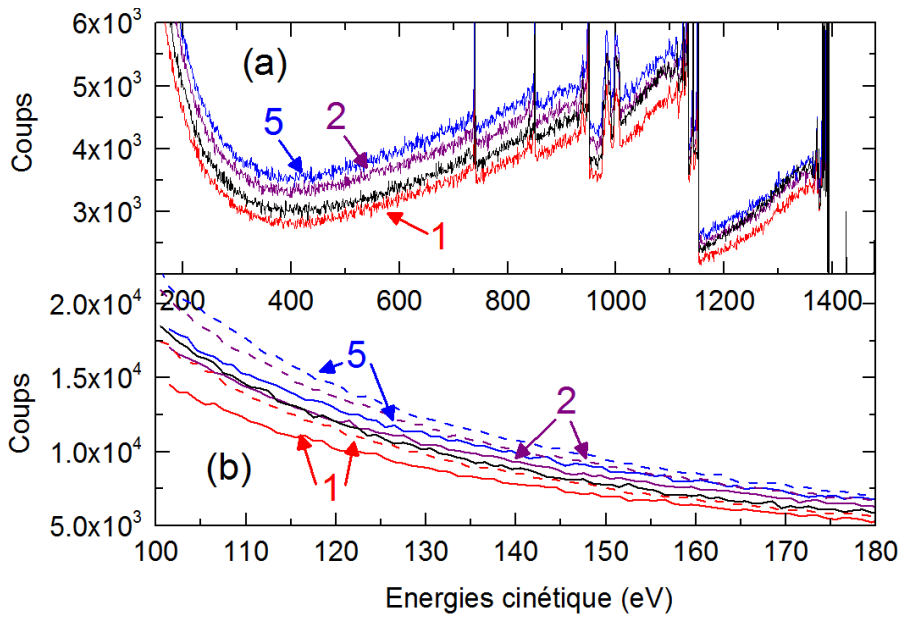 6x10³
(a)
5x10³
Coups
5
2
4x10³
3x10³
1
200 400 600 800 1000 1200 1400
2.0x10⁴
5
1.5x10⁴
Coups
2
1.0x10⁴
(b)
1
5.0x10³
100 110 120 130 140 150 160 170 180
Energies cinétique (eV)